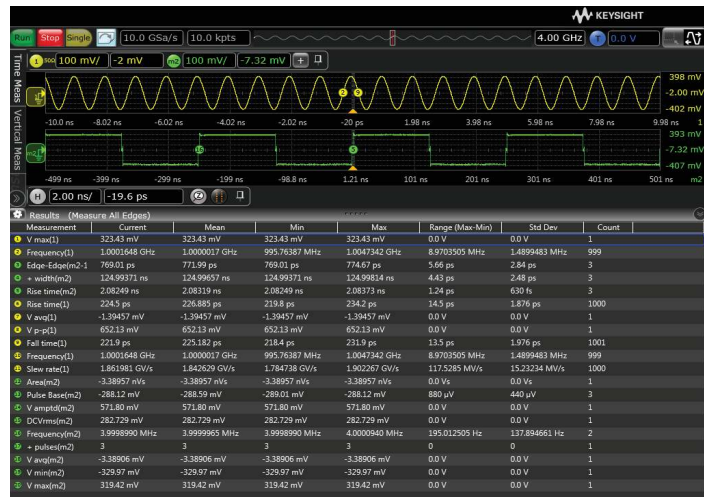 KEYSIGHT
Run Stop Single 10.0 GSa/s 10.0 kpts 4.00 GHz T 0.0 V
1 50Ω 100 mV/ -2 mV m2 100 mV/ -7.32 mV +
Time Meas
Vertical Meas
398 mV
2 9 -2.00 mV
-402 mV
-10.0 ns -8.02 ns -6.02 ns -4.02 ns -2.02 ns -20 ps 1.98 ns 3.98 ns 5.98 ns 7.98 ns 9.98 ns 1
393 mV
-7.32 mV
-407 mV
-499 ns -399 ns -299 ns -199 ns -98.8 ns 1.21 ns 101 ns 201 ns 301 ns 401 ns 501 ns m2
H 2.00 ns/ -19.6 ps
Results (Measure All Edges)
Measurement Current Mean Min Max Range (Max-Min) Std Dev Count
V max(1) 323.43 mV 323.43 mV 323.43 mV 323.43 mV 0.0 V 0.0 V 1
Frequency(1) 1.0001648 GHz 1.0000017 GHz 995.76387 MHz 1.0047342 GHz 8.9703505 MHz 1.4899483 MHz 999
Edge-Edge(m2-1 769.01 ps 771.99 ps 769.01 ps 774.67 ps 5.66 ps 2.84 ps 3
+ width(m2) 124.99371 ns 124.99657 ns 124.99371 ns 124.99814 ns 4.43 ps 2.48 ps 3
Rise time(m2) 2.08249 ns 2.08319 ns 2.08249 ns 2.08373 ns 1.24 ps 630 fs 3
Rise time(1) 224.5 ps 226.885 ps 219.8 ps 234.2 ps 14.5 ps 1.876 ps 1000
V avg(1) -1.39457 mV -1.39457 mV -1.39457 mV -1.39457 mV 0.0 V 0.0 V 1
V p-p(1) 652.13 mV 652.13 mV 652.13 mV 652.13 mV 0.0 V 0.0 V 1
Fall time(1) 221.9 ps 225.182 ps 218.4 ps 231.9 ps 13.5 ps 1.976 ps 1001
Frequency(1) 1.0001648 GHz 1.0000017 GHz 995.76387 MHz 1.0047342 GHz 8.9703505 MHz 1.4899483 MHz 999
Slew rate(1) 1.861981 GV/s 1.842629 GV/s 1.784738 GV/s 1.902267 GV/s 117.5285 MV/s 15.23234 MV/s 1000
Area(m2) -3.38957 nVs -3.38957 nVs -3.38957 nVs -3.38957 nVs 0.0 Vs 0.0 Vs 1
Pulse Base(m2) -288.12 mV -288.59 mV -289.01 mV -288.12 mV 880 µV 440 µV 3
V amptd(m2) 571.80 mV 571.80 mV 571.80 mV 571.80 mV 0.0 V 0.0 V 1
DCVrms(m2) 282.729 mV 282.729 mV 282.729 mV 282.729 mV 0.0 V 0.0 V 1
Frequency(m2) 3.9998990 MHz 3.9999965 MHz 3.9998990 MHz 4.0000940 MHz 195.012505 Hz 137.894661 Hz 2
+ pulses(m2) 3 3 3 3 0 0 1
V avg(m2) -3.38906 mV -3.38906 mV -3.38906 mV -3.38906 mV 0.0 V 0.0 V 1
V min(m2) -329.97 mV -329.97 mV -329.97 mV -329.97 mV 0.0 V 0.0 V 1
V max(m2) 319.42 mV 319.42 mV 319.42 mV 319.42 mV 0.0 V 0.0 V 1